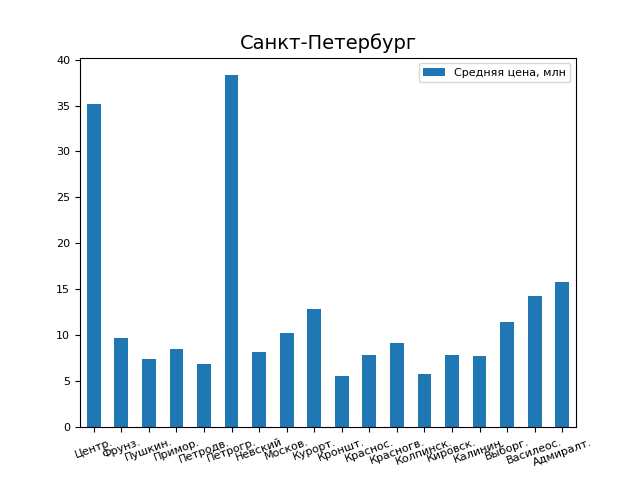 Санкт-Петербург
Средняя цена, млн
40
35
30
25
20
15
10
5
0
Центр.
Фрунз.
Пушкин.
Примор.
Петродв.
Петрогр.
Невский
Москов.
Курорт.
Кроншт.
Краснос.
Красногв.
Колпинск.
Кировск.
Калинин.
Выборг.
Василеос.
Адмиралт.